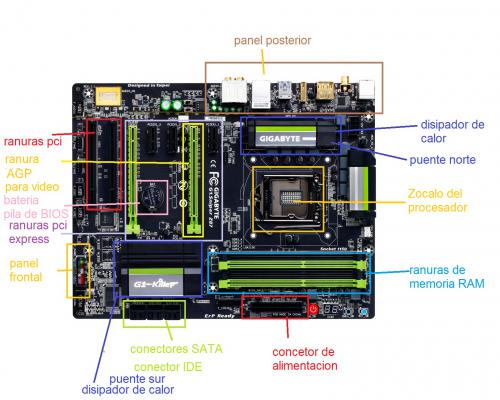 panel posterior
Designed in Taipei
GIGABYTE
disipador de
calor
puente norte
ranuras pci
ranura
AGP
para video
bateria
pila de BIOS
ranuras pci
express
GIGABYTE
G1.Sniper Z87
Zocalo del
procesador
panel
frontal
Socket 1150
G1-Killer
ranuras de
memoria RAM
ErP Ready
conectores SATA
conector IDE
concetor de
alimentacion
puente sur
disipador de calor